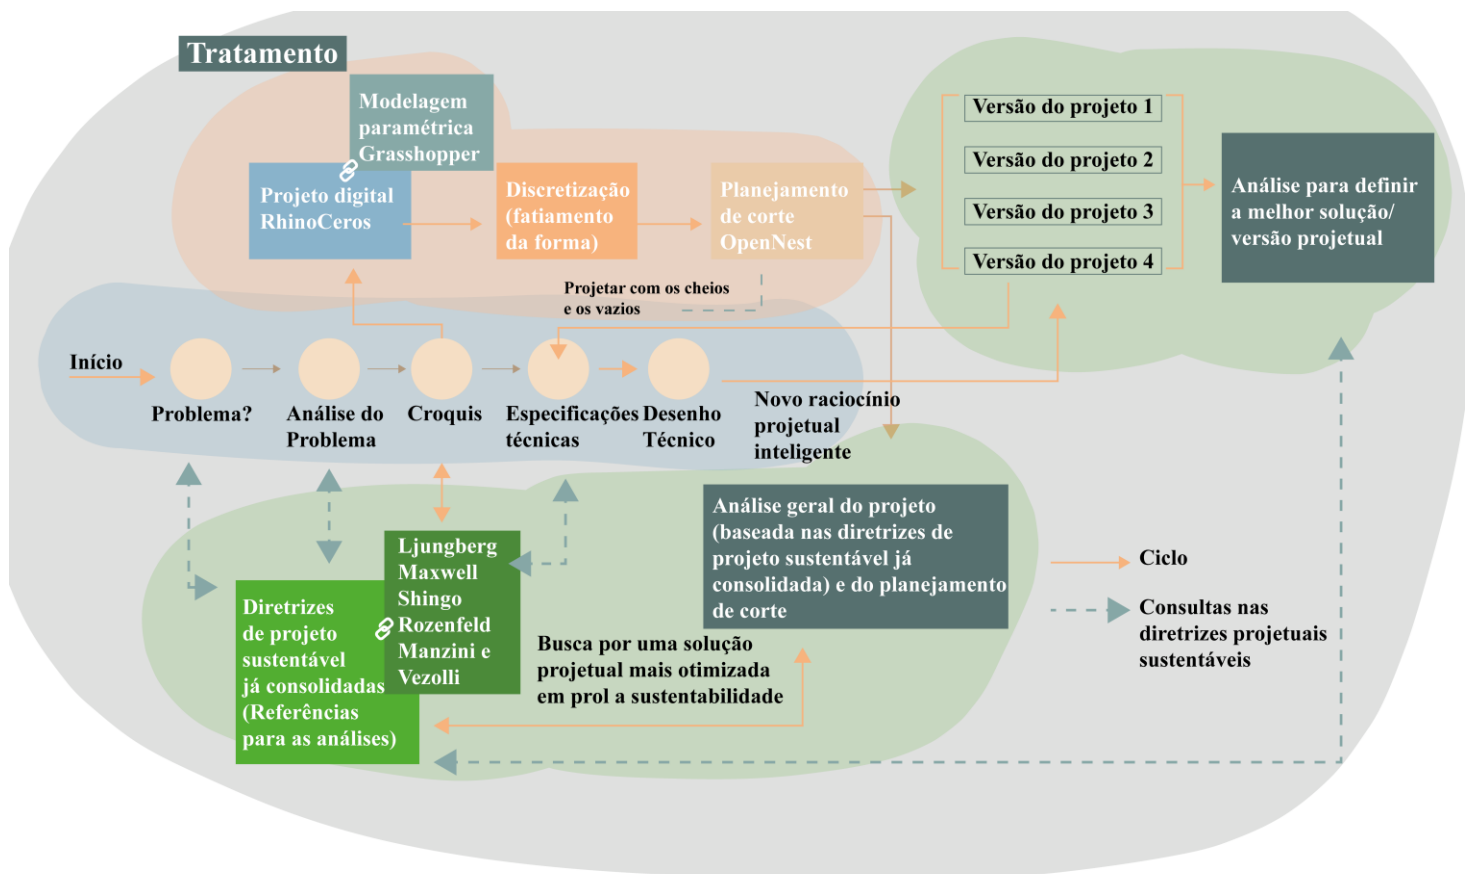 Tratamento
Modelagem
paramétrica
Grasshopper
Projeto digital
RhinoCeros
Discretização
(fatiamento
da forma)
Planejamento
de corte
OpenNest
Versão do projeto 1
Versão do projeto 2
Versão do projeto 3
Versão do projeto 4
Análise para definir
a melhor solução/
versão projetual
Projetar com os cheios
e os vazios
Início
Problema?
Análise do
Problema
Croquis
Especificações
técnicas
Desenho
Técnico
Novo raciocínio
projetual
inteligente
Ljungberg
Maxwell
Shingo
Rozenfeld
Manzini e
Vezolli
Diretrizes
de projeto
sustentável
já consolidadas
(Referências
para as análises)
Análise geral do projeto
(baseada nas diretrizes de
projeto sustentável já
consolidada) e do planejamento
de corte
Busca por uma solução
projetual mais otimizada
em prol a sustentabilidade
Ciclo
Consultas nas
diretrizes projetuais
sustentáveis